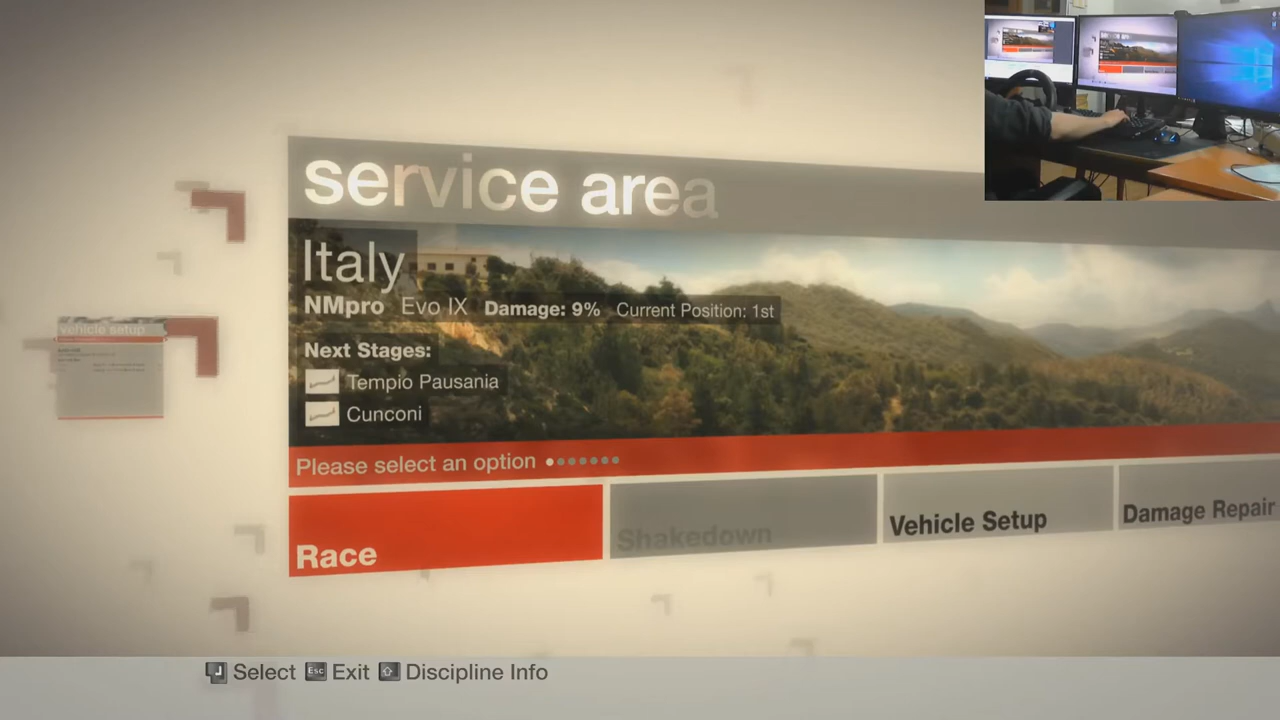 service area
Italy
NMpro Evo IX Damage: 9% Current Position: 1st
Next Stages:
Tempio Pausania
Cunconi
vehicle setup
Please select an option
Race
Shakedown
Vehicle Setup
Damage Repair
Select Esc Exit Discipline Info